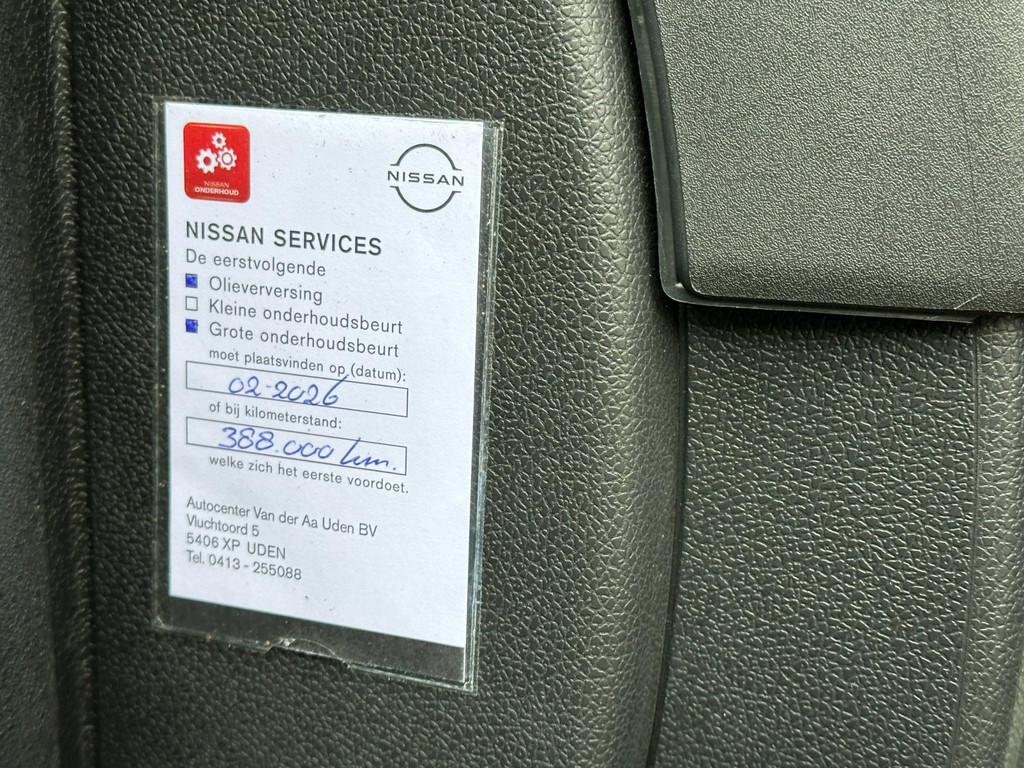 NISSAN
ONDERHOUD
NISSAN
NISSAN SERVICES
De eerstvolgende
Olieverversing
Kleine onderhoudsbeurt
Grote onderhoudsbeurt
moet plaatsvinden op (datum):
02-2026
of bij kilometerstand:
388.000 km.
welke zich het eerste voordoet.
Autocenter Van der Aa Uden BV
Vluchtoord 5
5406 XP UDEN
Tel. 0413 - 255088